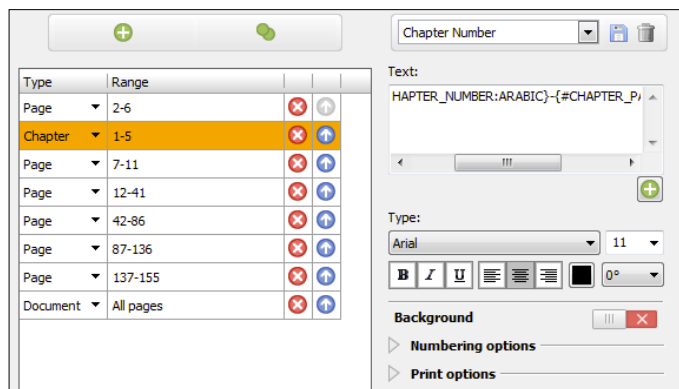 Chapter Number
Text:
HAPTER_NUMBER:ARABIC}-{#CHAPTER_P
Type Range
Page 2-6
Chapter 1-5
Page 7-11
Page 12-41
Page 42-86
Page 87-136
Page 137-155
Document All pages
Type:
Arial 11
B I U 0°
Background
Numbering options
Print options